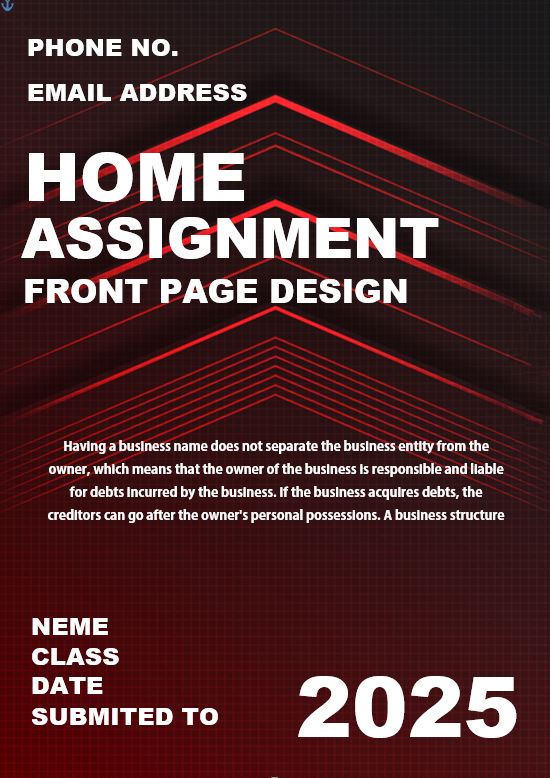 PHONE NO.
EMAIL ADDRESS
HOME
ASSIGNMENT
FRONT PAGE DESIGN
Having a business name does not separate the business entity from the
owner, which means that the owner of the business is responsible and liable
for debts incurred by the business. If the business acquires debts, the
creditors can go after the owner's personal possessions. A business structure
NEME
CLASS
DATE
SUBMITED TO
2025